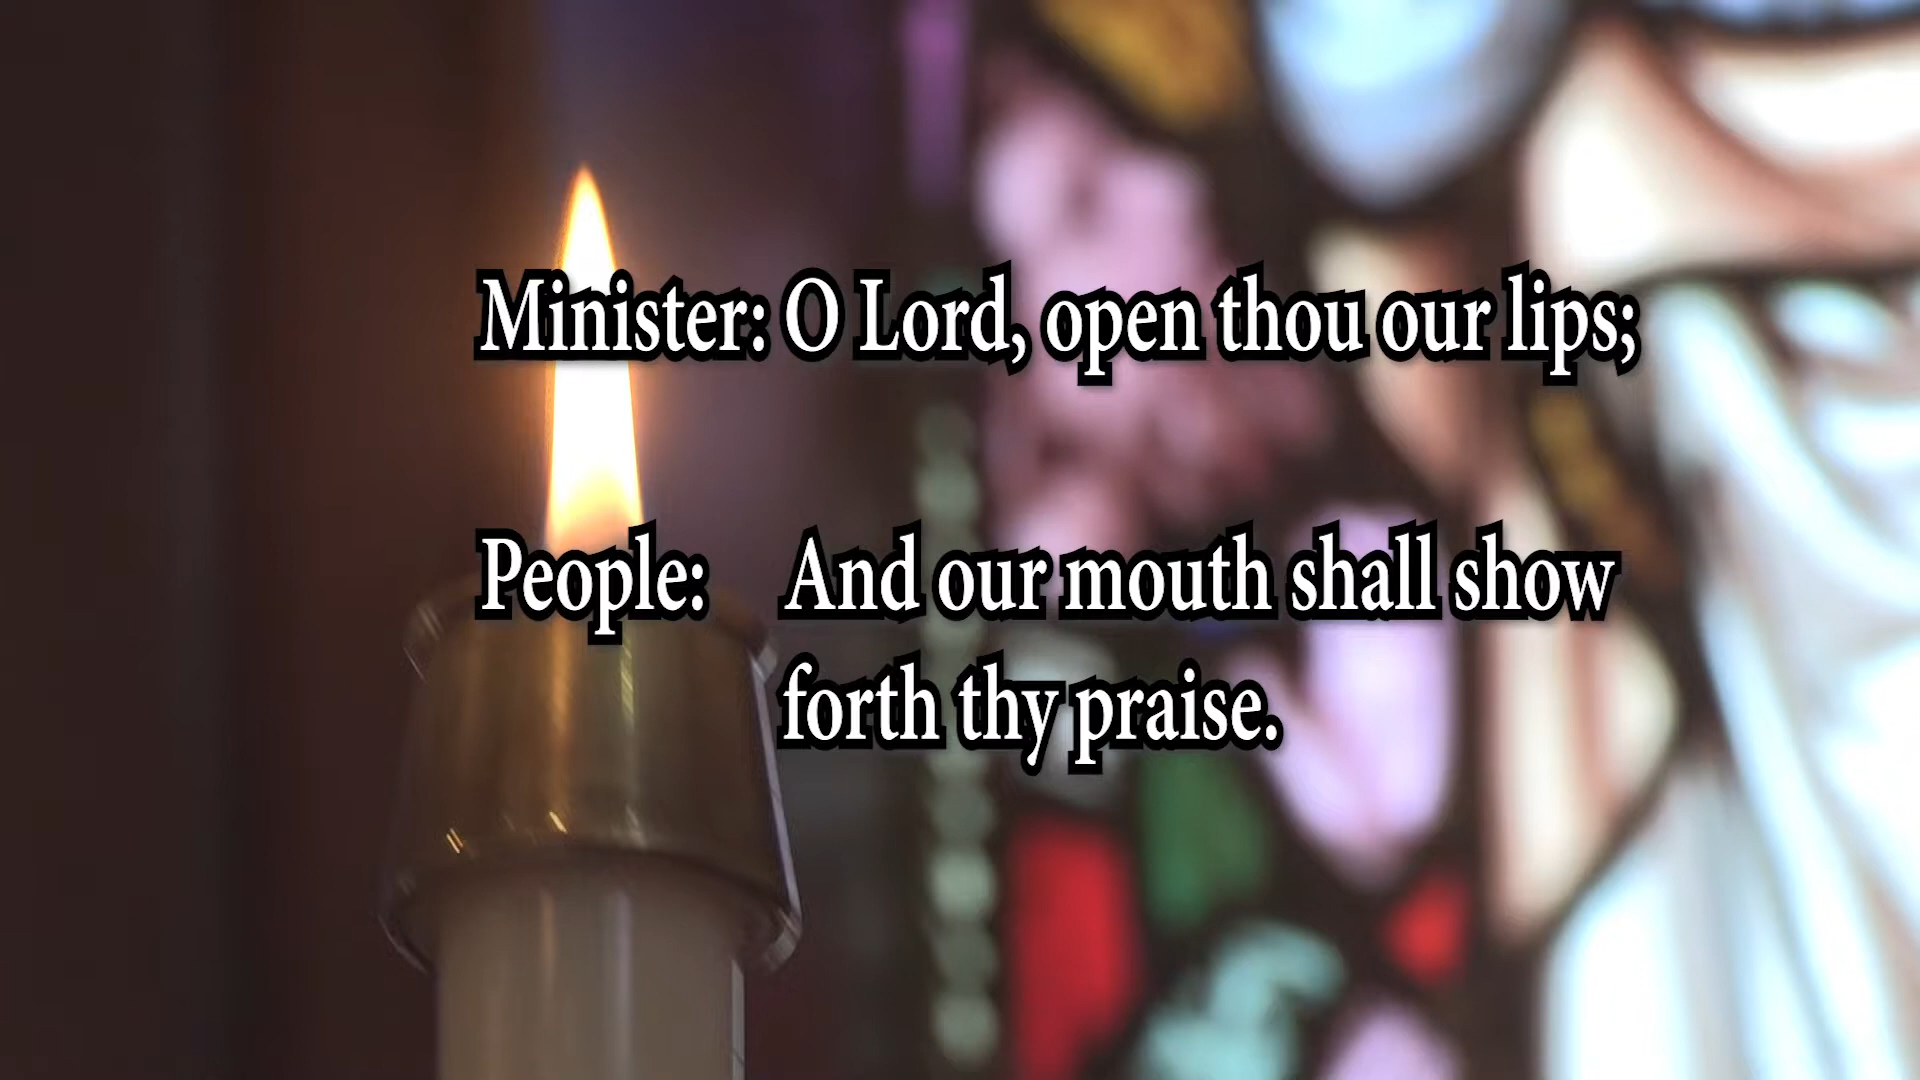 Minister: O Lord, open thou our lips;
People: And our mouth shall show
forth thy praise.